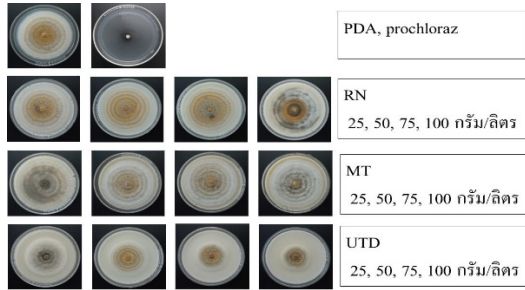 PDA, prochloraz
RN
25, 50, 75, 100 กรัม/ลิตร
MT
25, 50, 75, 100 กรัม/ลิตร
UTD
25, 50, 75, 100 กรัม/ลิตร